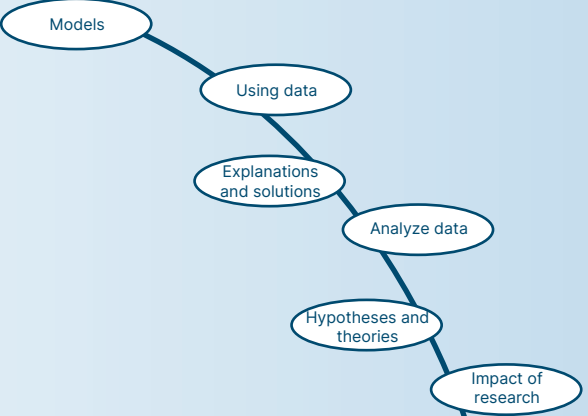 Models
Using data
Explanations
and solutions
Analyze data
Hypotheses and
theories
Impact of
research